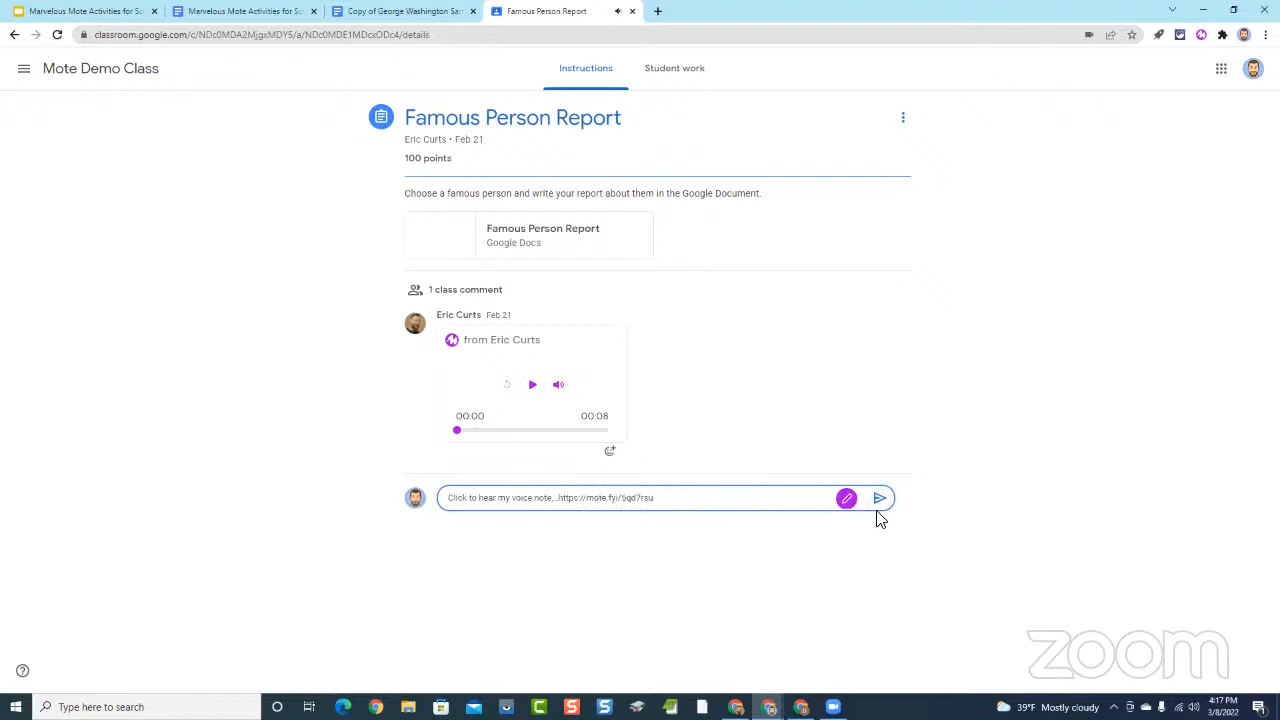 Marvelous Mote Activities for Sc
Marvelous Mote Activities for Sc
Copy of George Washington San
Famous Person Report
classroom.google.com/c/NDc0MDA2MjgxMDY5/a/NDc0MDE1MDcxODc4/details
Mote Demo Class
Instructions
Student work
Famous Person Report
Eric Curts • Feb 21
100 points
Choose a famous person and write your report about them in the Google Document.
Famous Person Report
Google Docs
1 class comment
Eric Curts Feb 21
from Eric Curts
00:00
00:08
Click to hear my voice note...https://mote.fyi/5qd7rsu
zoom
Type here to search
39°F Mostly cloudy
4:17 PM
3/8/2022